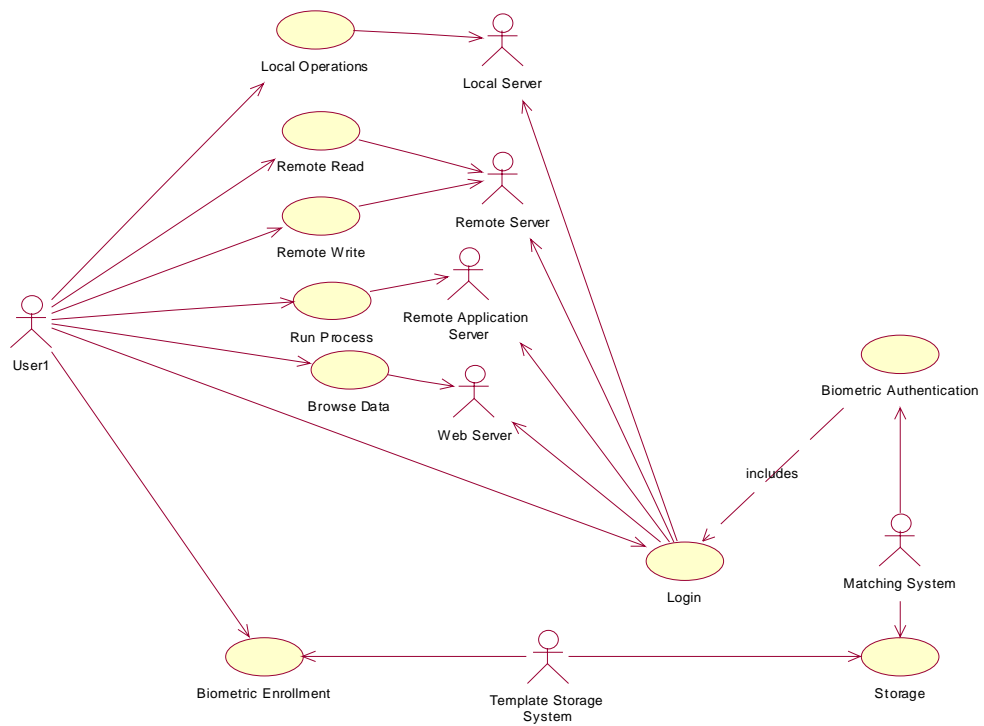 Local Operations
Local Server
Remote Read
Remote Server
Remote Write
Remote Application
Server
Run Process
User1
Biometric Authentication
Browse Data
Web Server
includes
Matching System
Login
Biometric Enrollment
Template Storage
System
Storage